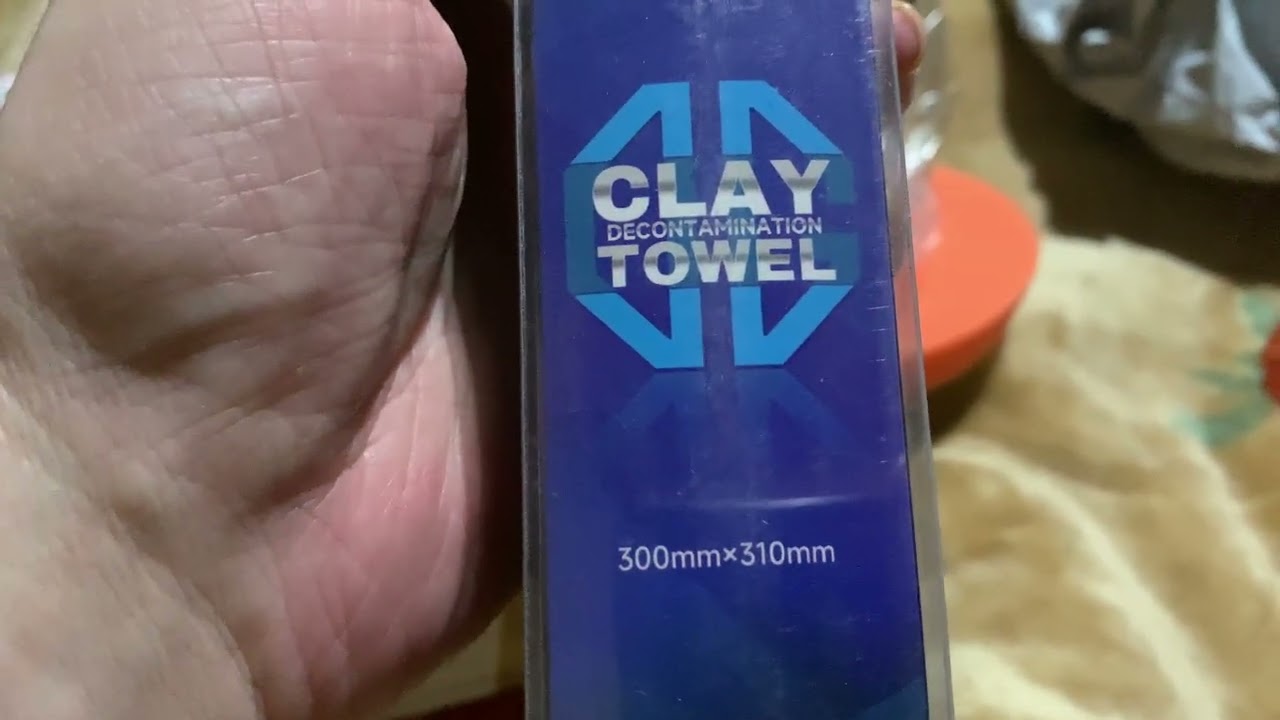 CLAY
DECONTAMINATION
TOWEL
300mm×310mm